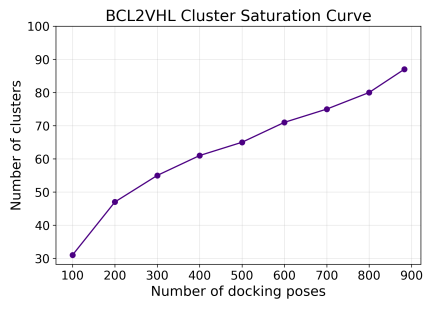 BCL2VHL Cluster Saturation Curve
100
90
80
70
60
50
40
30
Number of clusters
100 200 300 400 500 600 700 800 900
Number of docking poses